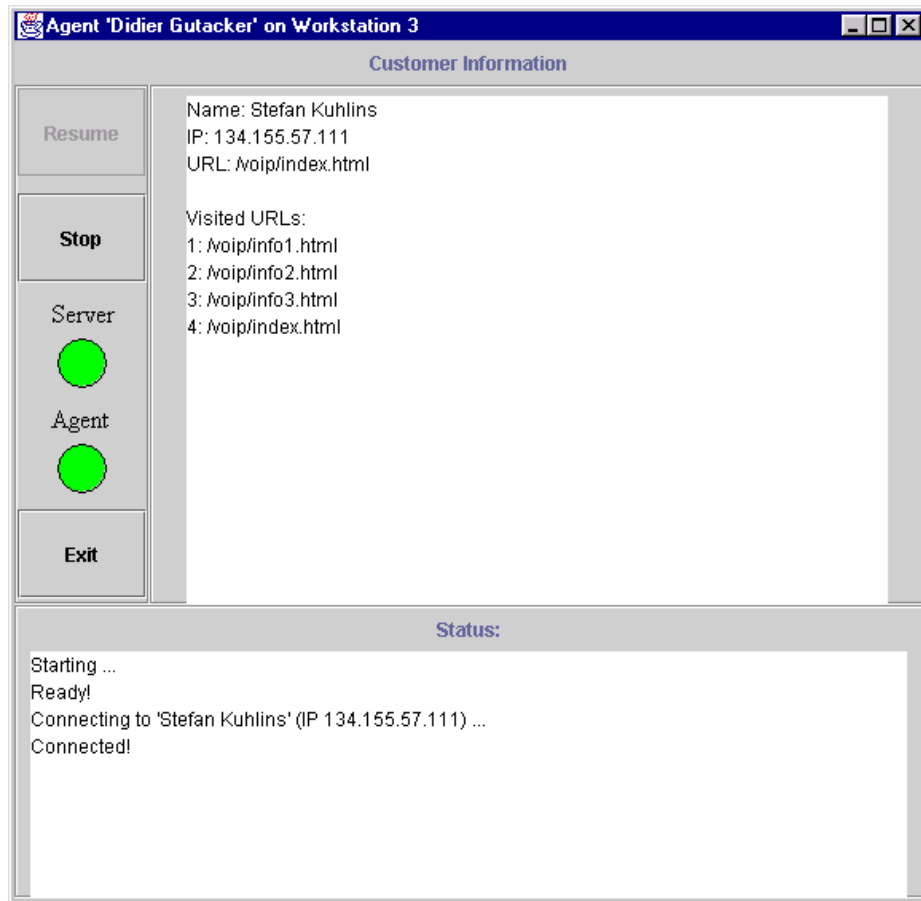 Agent 'Didier Gutacker' on Workstation 3
Customer Information
Resume
Stop
Server
Agent
Exit
Name: Stefan Kuhlins
IP: 134.155.57.111
URL: /voip/index.html
Visited URLs:
1: /voip/info1.html
2: /voip/info2.html
3: /voip/info3.html
4: /voip/index.html
Status:
Starting ...
Ready!
Connecting to 'Stefan Kuhlins' (IP 134.155.57.111) ...
Connected!